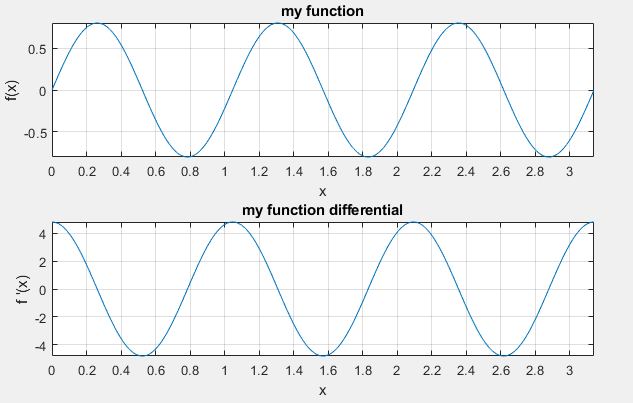 my function
0.5
0
-0.5
f(x)
0 0.2 0.4 0.6 0.8 1 1.2 1.4 1.6 1.8 2 2.2 2.4 2.6 2.8 3
x
my function differential
4
2
0
-2
-4
f '(x)
0 0.2 0.4 0.6 0.8 1 1.2 1.4 1.6 1.8 2 2.2 2.4 2.6 2.8 3
x